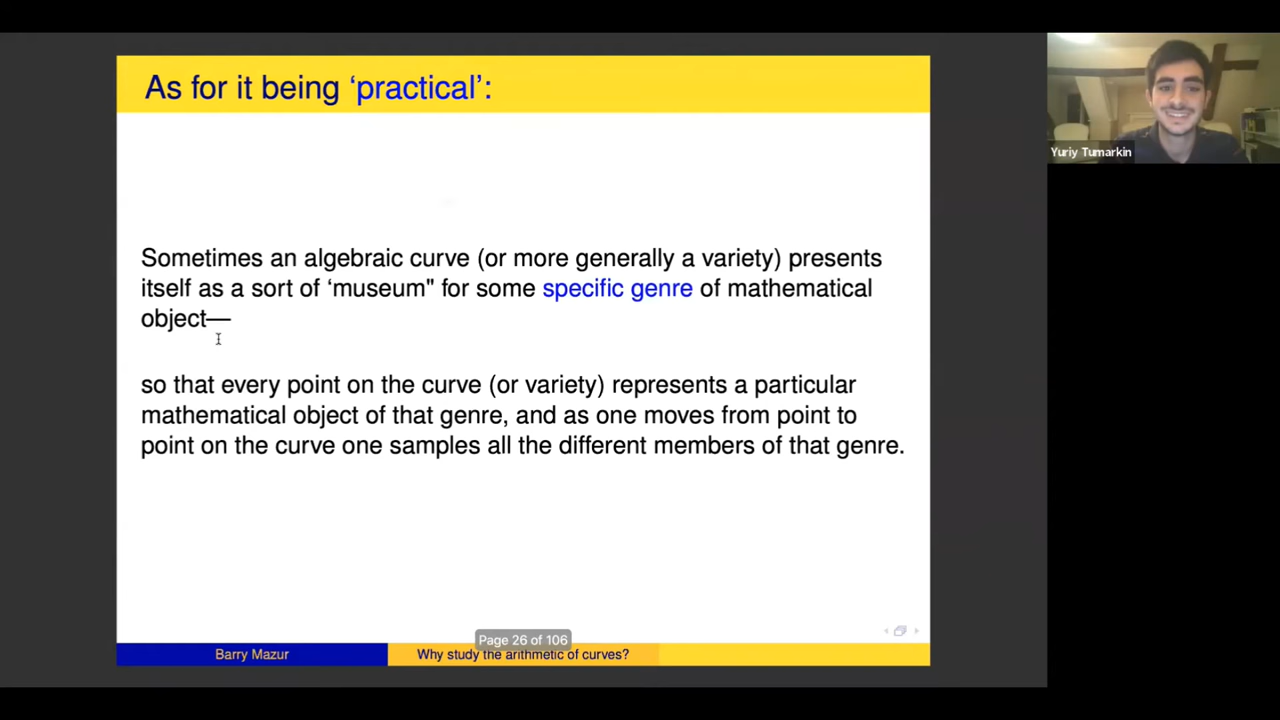 As for it being ‘practical’:
Yuriy Tumarkin
Sometimes an algebraic curve (or more generally a variety) presents
itself as a sort of ‘museum" for some specific genre of mathematical
object—
so that every point on the curve (or variety) represents a particular
mathematical object of that genre, and as one moves from point to
point on the curve one samples all the different members of that genre.
Page 26 of 106
Barry Mazur
Why study the arithmetic of curves?